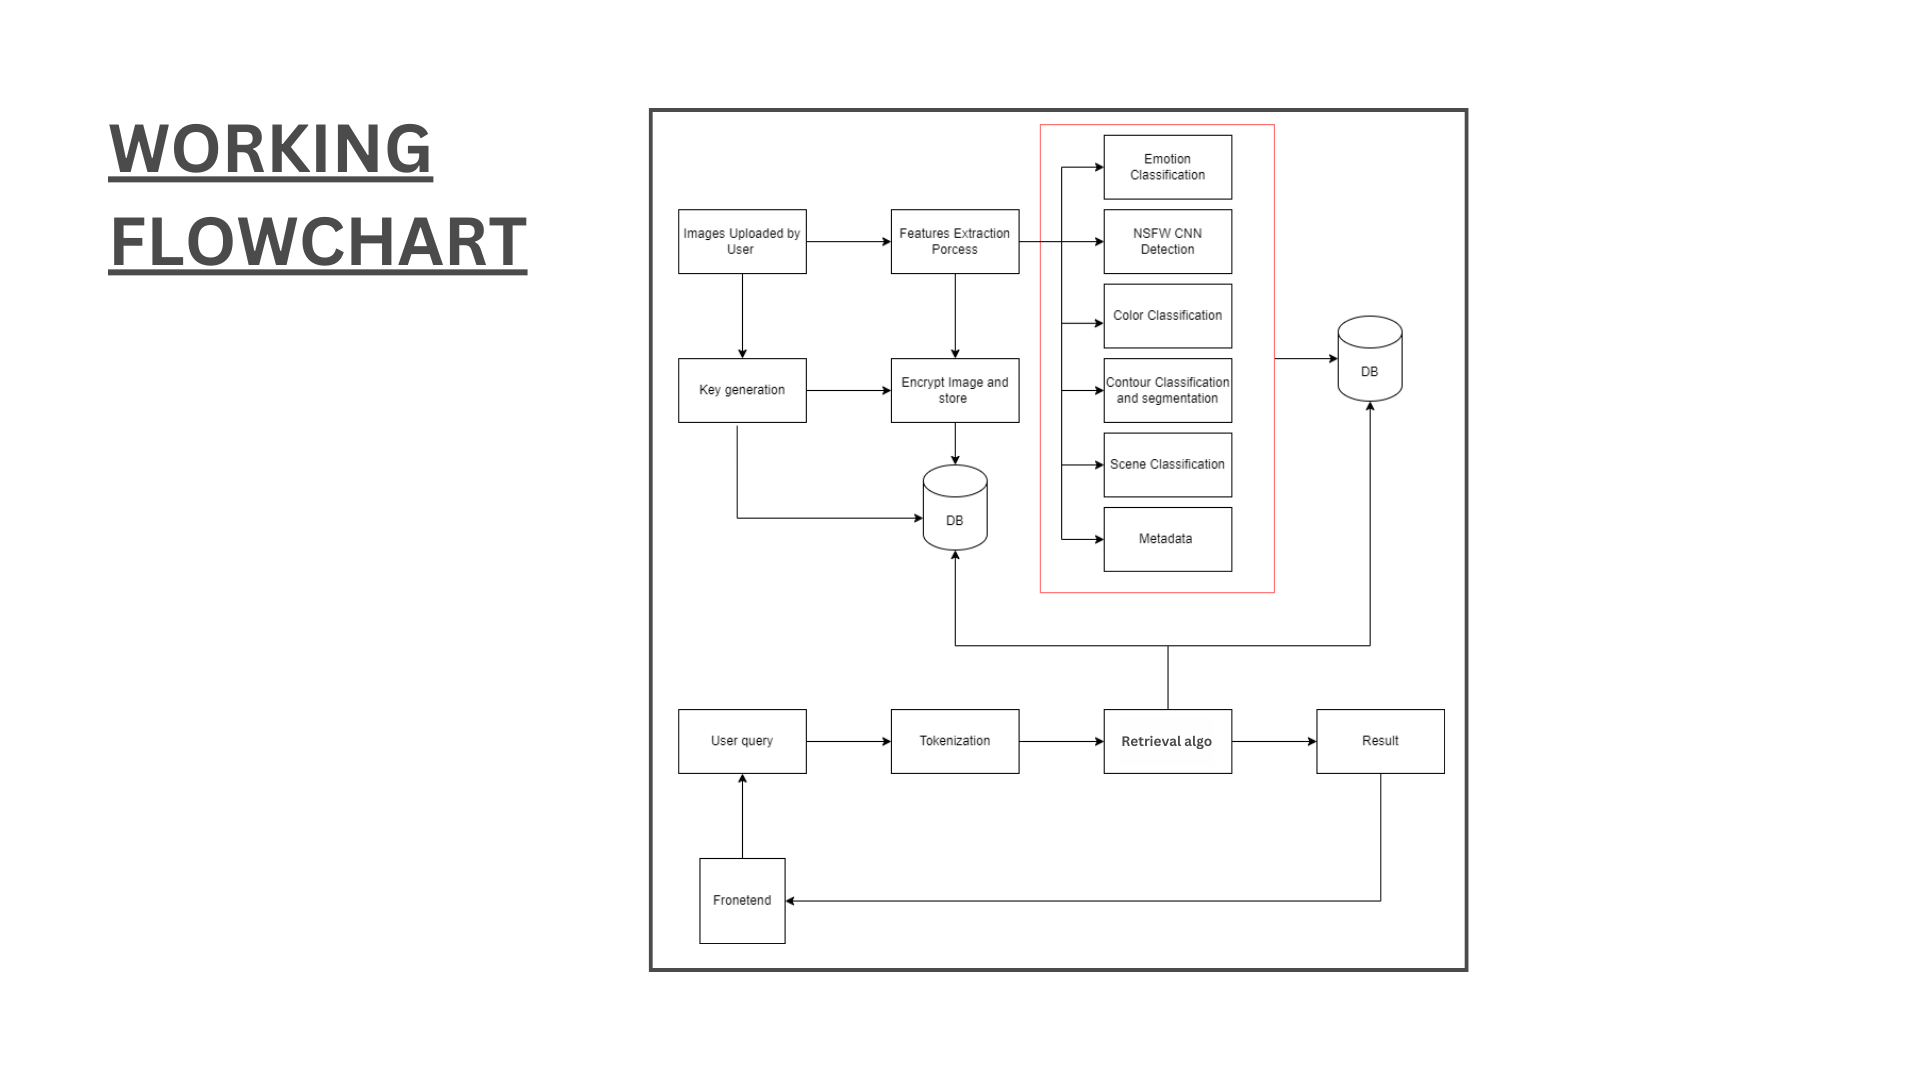 WORKING
FLOWCHART
Emotion
Classification
Images Uploaded by
User
Features Extraction
Porcess
NSFW CNN
Detection
Color Classification
DB
Key generation
Encrypt Image and
store
Contour Classification
and segmentation
Scene Classification
DB
Metadata
User query
Tokenization
Retrieval algo
Result
Fronetend